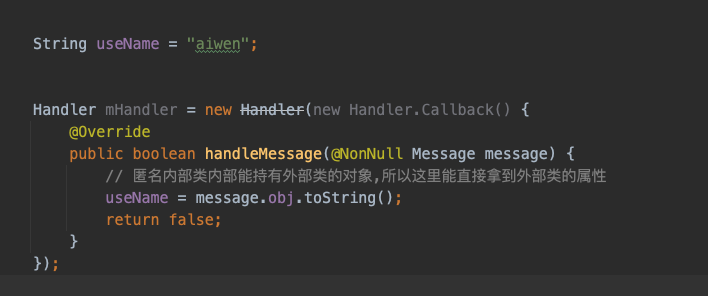 String useName = "aiwen";
Handler mHandler = new Handler(new Handler.Callback() {
@Override
public boolean handleMessage(@NonNull Message message) {
// 匿名内部类内部能持有外部类的对象,所以这里能直接拿到外部类的属性
useName = message.obj.toString();
return false;
}
});